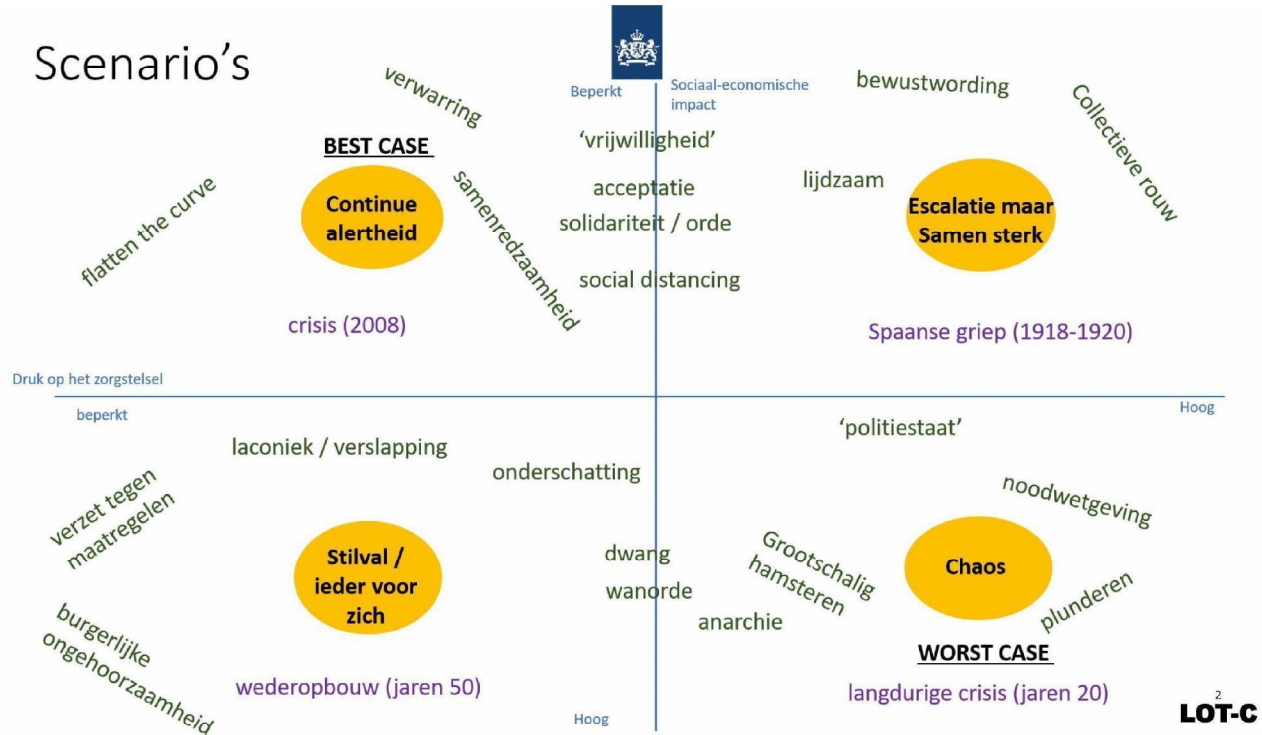 Scenario's
verwarring
Beperkt
Sociaal-economische
impact
bewustwording
Collectieve rouw
BEST CASE
'vrijwilligheid'
flatten the curve
Continue
alertheid
samenredzaamheid
acceptatie
solidariteit / orde
social distancing
lijdzaam
Escalatie maar
Samen sterk
crisis (2008)
Spaanse griep (1918-1920)
Druk op het zorgstelsel
beperkt
Hoog
laconiek / verslapping
onderschatting
'politiestaat'
verzet tegen
maatregelen
noodwetgeving
Stilval /
ieder voor
zich
dwang
wanorde
anarchie
Grootschalig
hamsteren
Chaos
plunderen
burgerlijke
ongehoorzaamheid
WORST CASE
wederopbouw (jaren 50)
langdurige crisis (jaren 20)
Hoog
2
LOT-C